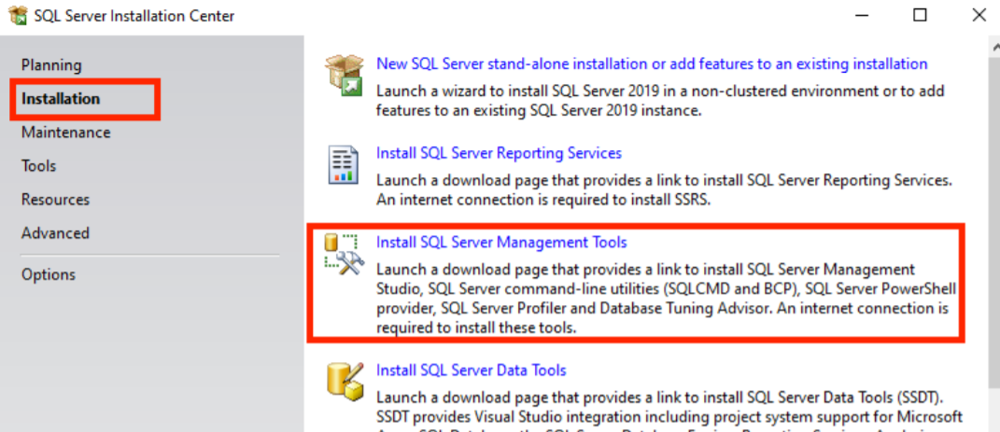 SQL Server Installation Center
Planning
Installation
Maintenance
Tools
Resources
Advanced
Options
New SQL Server stand-alone installation or add features to an existing installation
Launch a wizard to install SQL Server 2019 in a non-clustered environment or to add
features to an existing SQL Server 2019 instance.
Install SQL Server Reporting Services
Launch a download page that provides a link to install SQL Server Reporting Services.
An internet connection is required to install SSRS.
Install SQL Server Management Tools
Launch a download page that provides a link to install SQL Server Management
Studio, SQL Server command-line utilities (SQLCMD and BCP), SQL Server PowerShell
provider, SQL Server Profiler and Database Tuning Advisor. An internet connection is
required to install these tools.
Install SQL Server Data Tools
Launch a download page that provides a link to install SQL Server Data Tools (SSDT).
SSDT provides Visual Studio integration including project system support for Microsoft